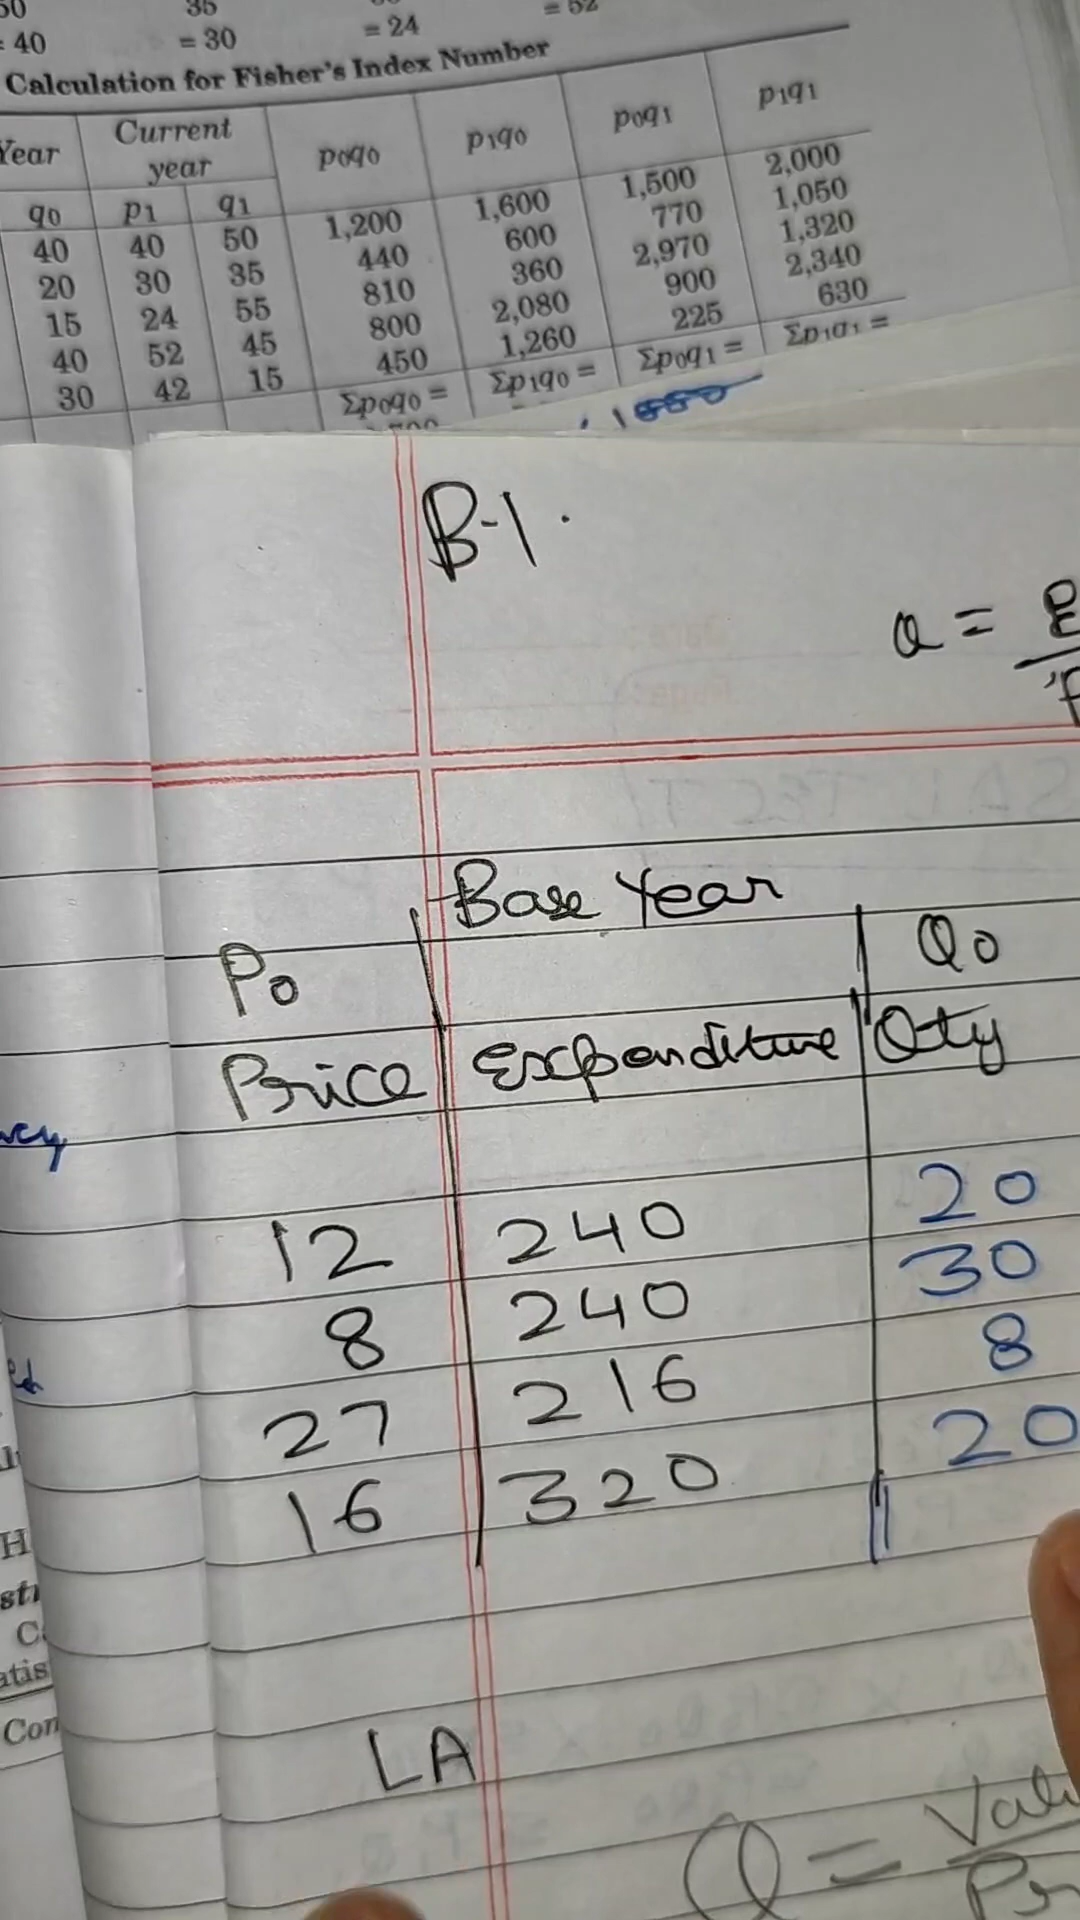 35
= 40 = 30 = 24 = 52
Calculation for Fisher's Index Number
Year Current year p0q0 p1q0 p0q1 p1q1
q0 p1 q1
40 40 50 1,200 1,600 1,500 2,000
20 30 35 440 600 770 1,050
15 24 55 810 360 2,970 1,320
40 52 45 800 2,080 900 2,340
30 42 15 450 1,260 225 630
Σp0q0 = Σp1q0 = Σp0q1 = Σp1q1 =
B-1.
Q =
Base Year
Po Qo
Price Expenditure Qty
12 240 20
8 240 30
27 216 8
16 320 20
LA
Q =